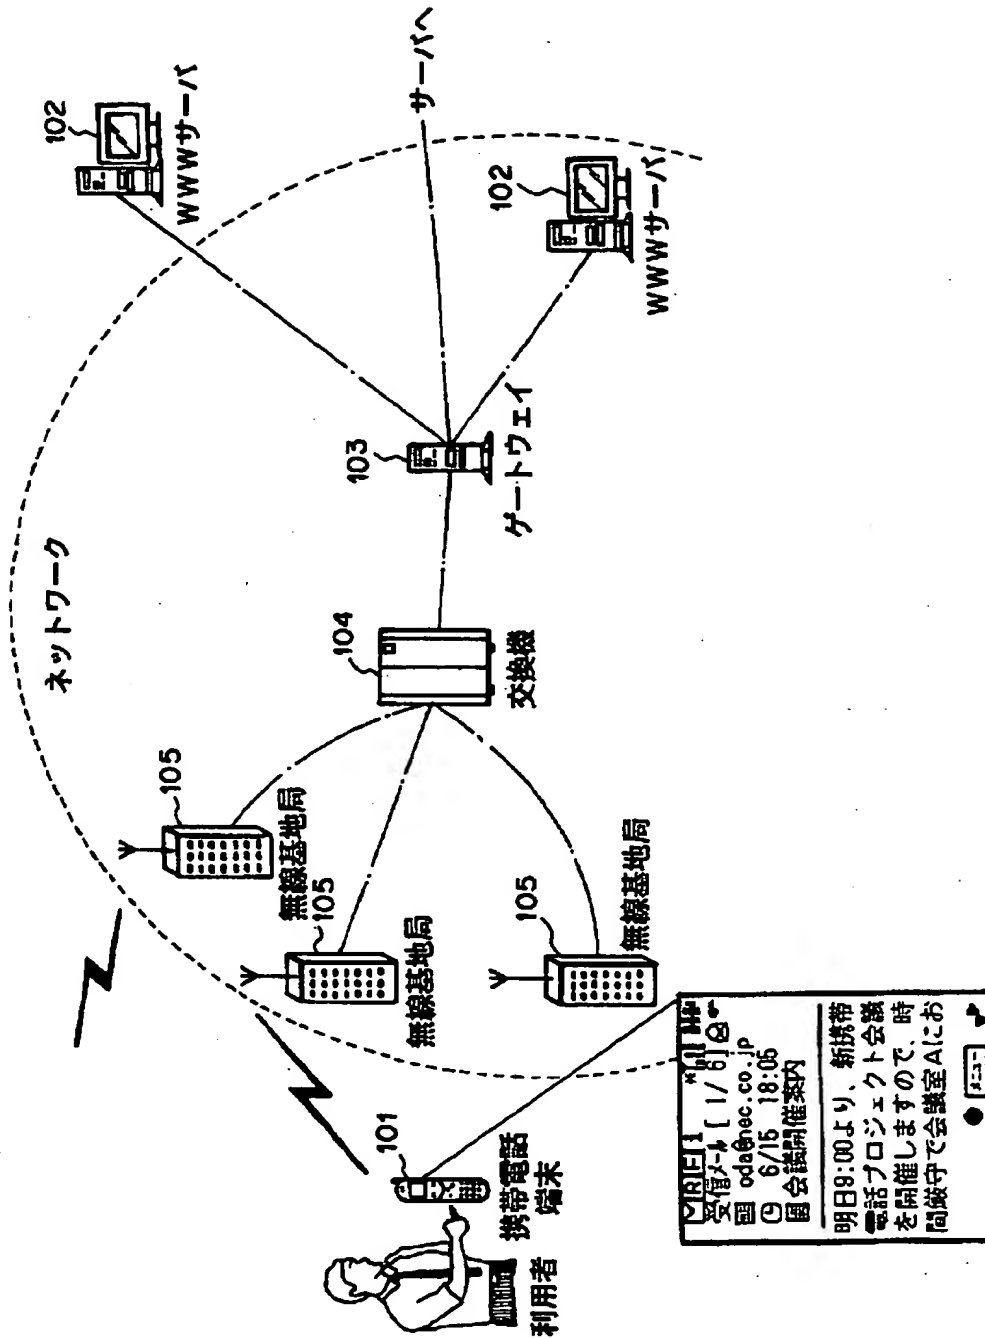 ネットワーク
102
WWWサーバ
サーバへ
102
WWWサーバ
103
ゲートウェイ
104
交換機
105
無線基地局
105
無線基地局
105
無線基地局
101
携帯電話
端末
利用者
受信メール [ 1/ 6]
oda@nec.co.jp
6/15 18:05
会議開催案内
明日9:00より、新携帯
電話プロジェクト会議
を開催しますので、時
間厳守で会議室Aにお
メニュー